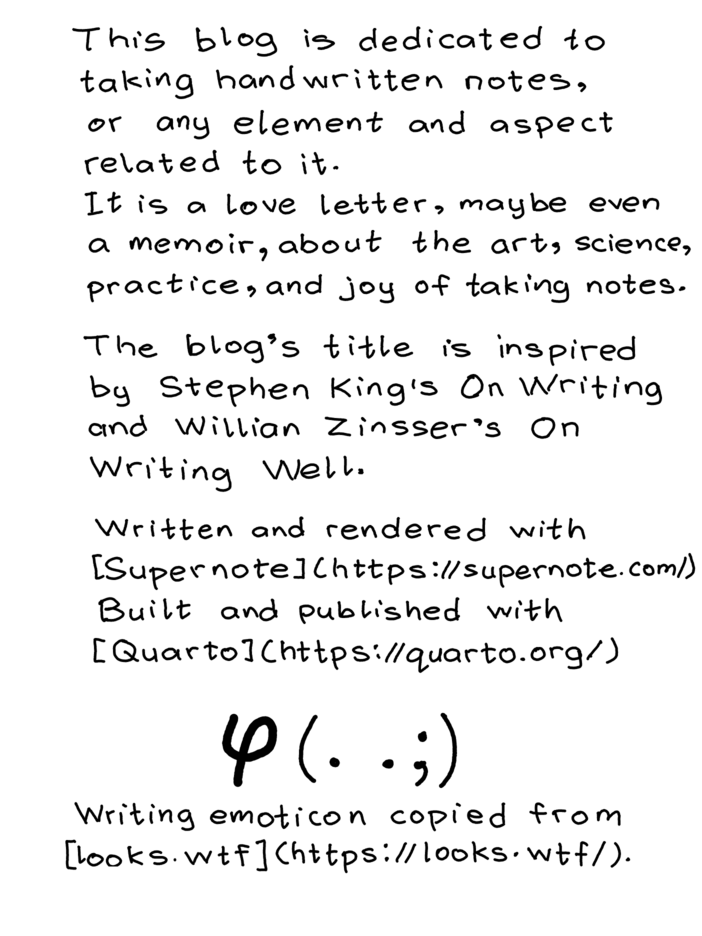 This blog is dedicated to
taking handwritten notes,
or any element and aspect
related to it.
It is a love letter, maybe even
a memoir, about the art, science,
practice, and joy of taking notes.
The blog's title is inspired
by Stephen King's On Writing
and Willian Zinsser's On
Writing Well.
Written and rendered with
[Supernote](https://supernote.com/)
Built and published with
[Quarto](https://quarto.org/)
φ(. .;)
Writing emoticon copied from
[looks.wtf](https://looks.wtf/).